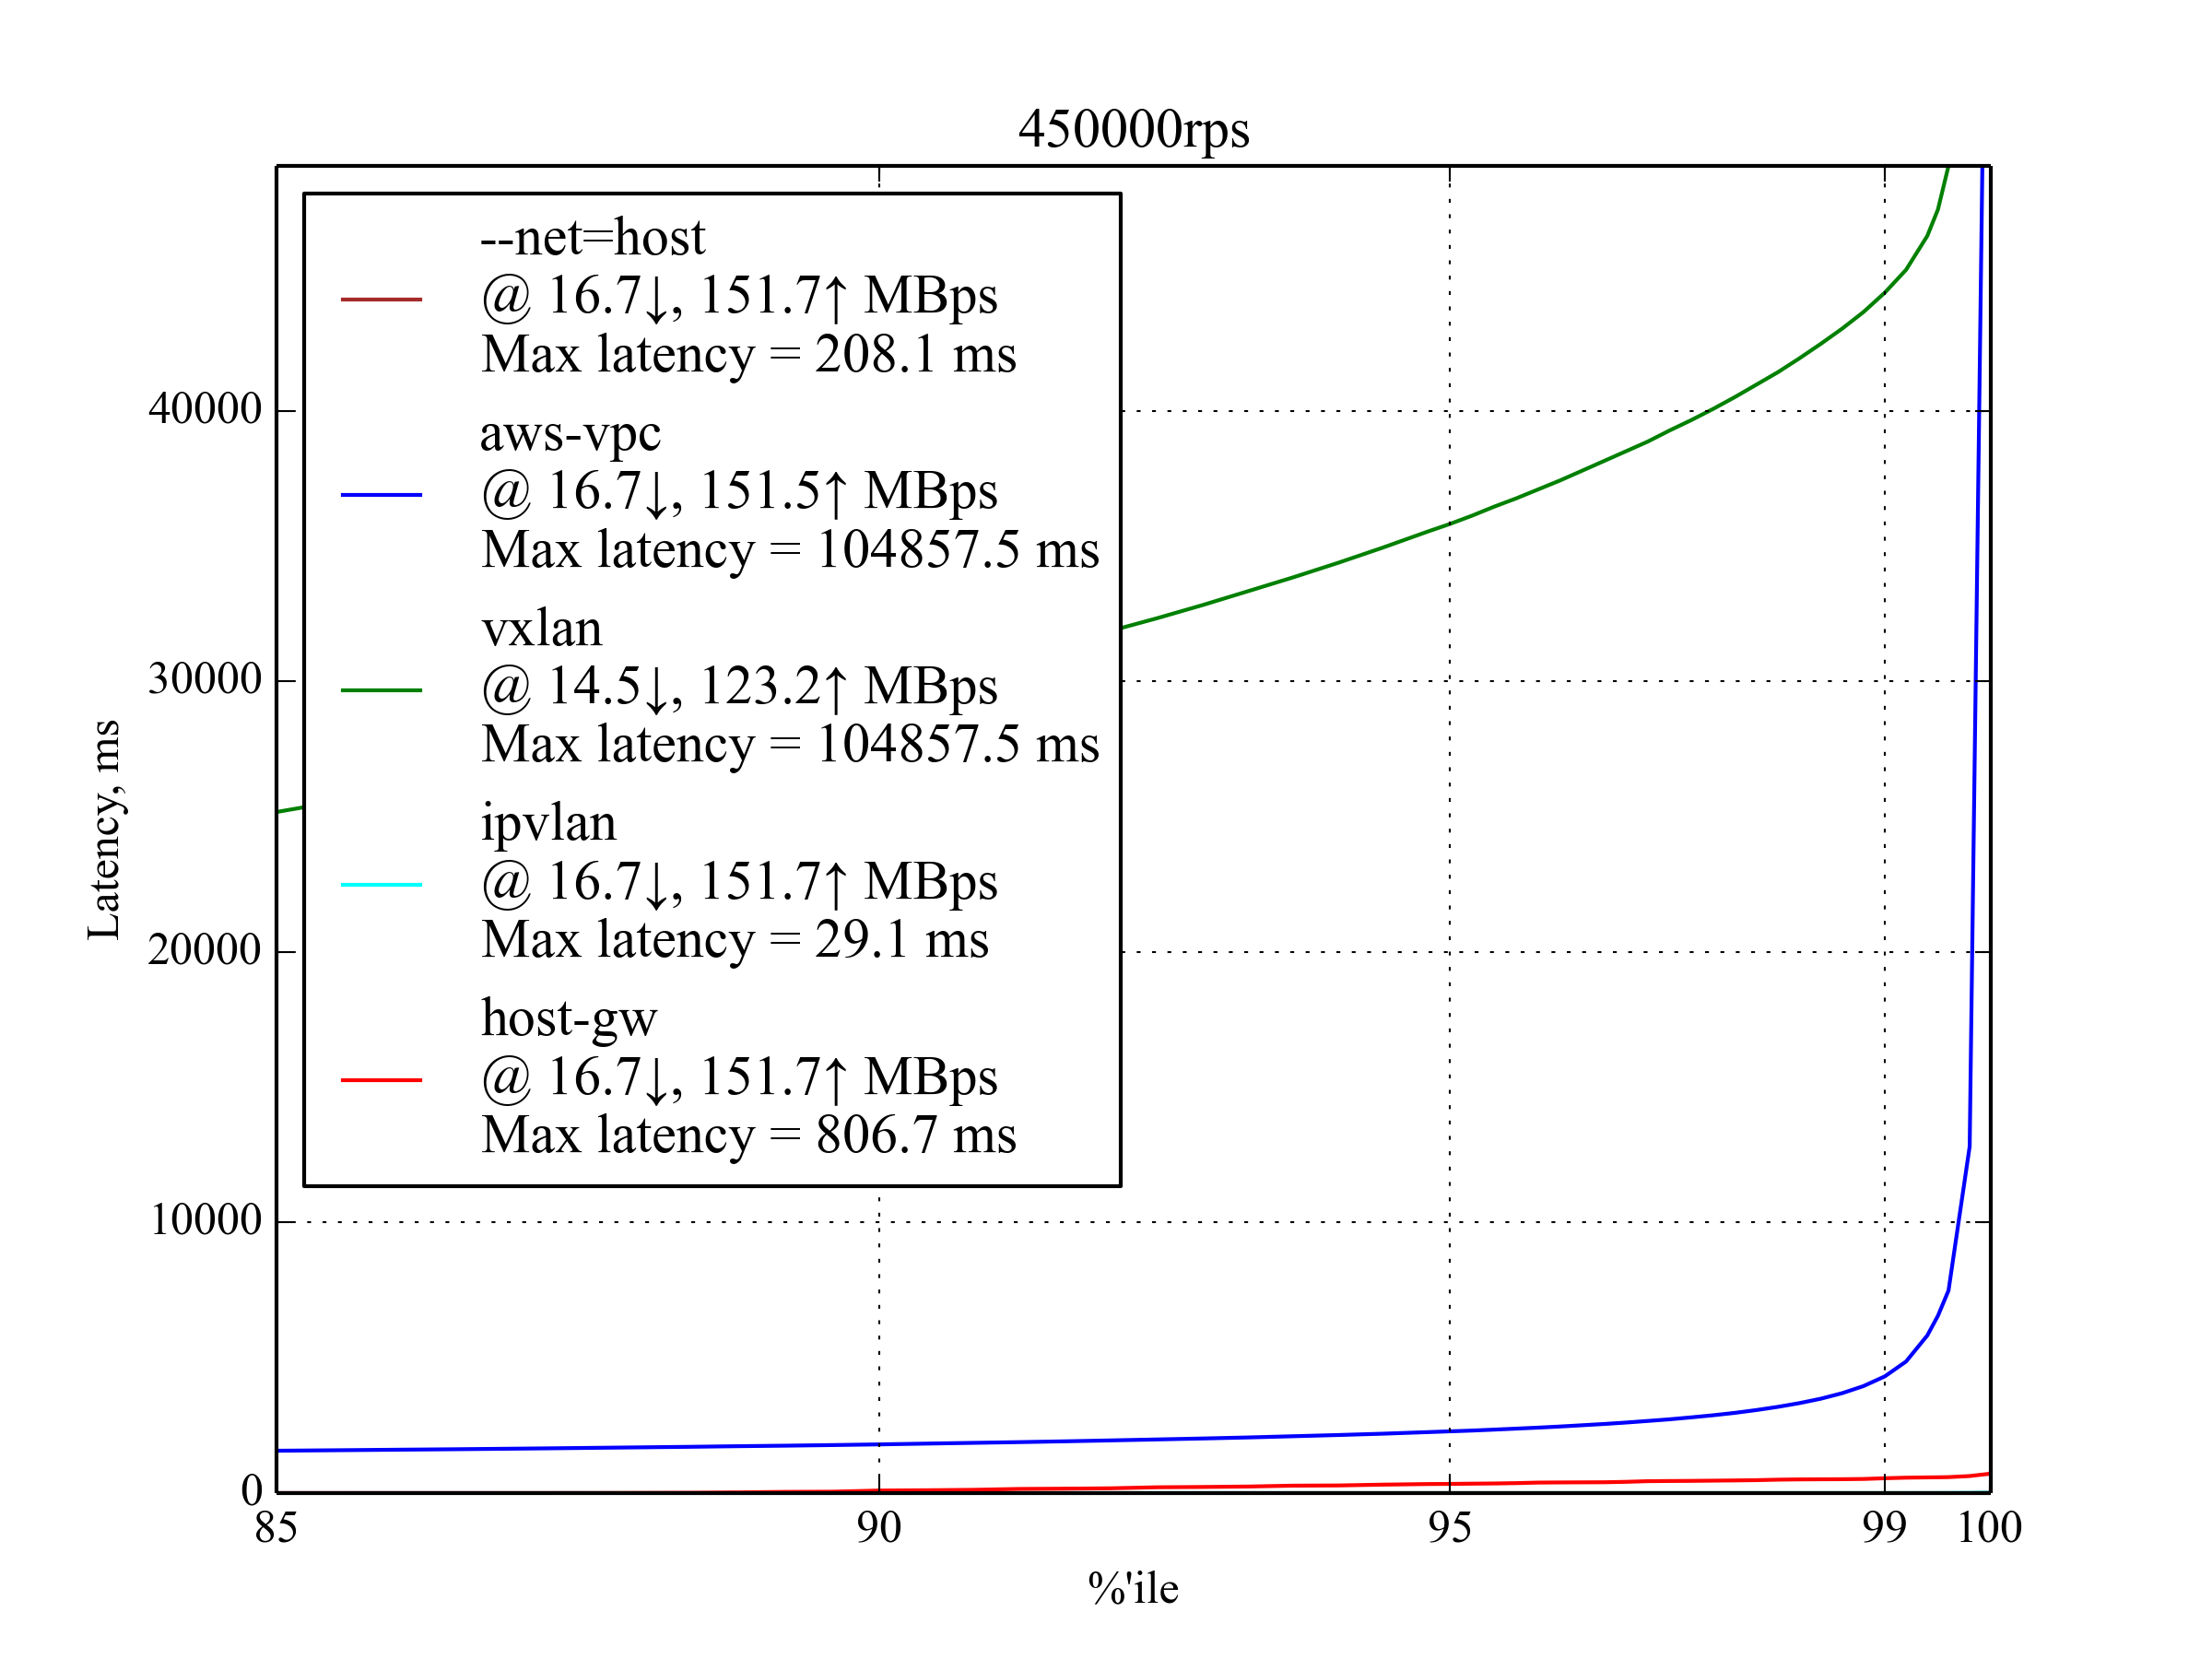 450000rps
--net=host
@ 16.7↓, 151.7↑ MBps
Max latency = 208.1 ms
aws-vpc
@ 16.7↓, 151.5↑ MBps
Max latency = 104857.5 ms
vxlan
@ 14.5↓, 123.2↑ MBps
Max latency = 104857.5 ms
ipvlan
@ 16.7↓, 151.7↑ MBps
Max latency = 29.1 ms
host-gw
@ 16.7↓, 151.7↑ MBps
Max latency = 806.7 ms
Latency, ms
40000
30000
20000
10000
0
85 90 95 99 100
%'ile